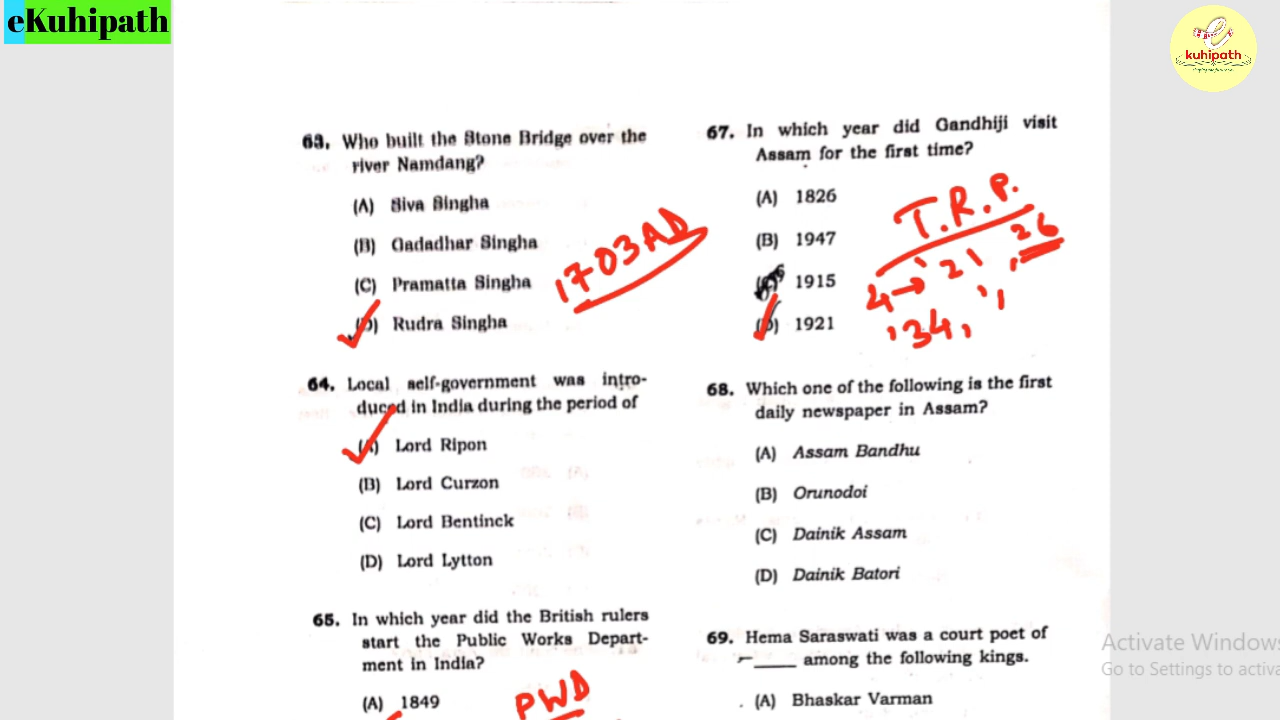 eKuhipath
kuhipath
63. Who built the Stone Bridge over the
river Namdang?
(A) Siva Singha
(B) Gadadhar Singha
(C) Pramatta Singha
(D) Rudra Singha
1703AD
64. Local self-government was intro-
duced in India during the period of
(A) Lord Ripon
(B) Lord Curzon
(C) Lord Bentinck
(D) Lord Lytton
65. In which year did the British rulers
start the Public Works Depart-
ment in India?
(A) 1849
PWD
67. In which year did Gandhiji visit
Assam for the first time?
(A) 1826
(B) 1947
1915
(D) 1921
T.R.P.
4 → '21, 26
'34,
68. Which one of the following is the first
daily newspaper in Assam?
(A) Assam Bandhu
(B) Orunodoi
(C) Dainik Assam
(D) Dainik Batori
69. Hema Saraswati was a court poet of
____ among the following kings.
(A) Bhaskar Varman
Activate Windows
Go to Settings to activa